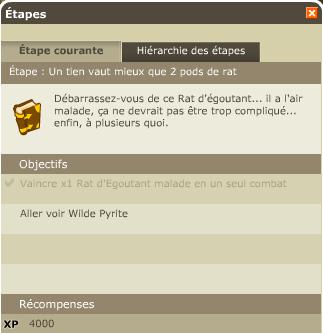 Étapes
Étape courante
Hiérarchie des étapes
Étape : Un tien vaut mieux que 2 pods de rat
Débarrassez-vous de ce Rat d'égoutant... il a l'air
malade, ça ne devrait pas être trop compliqué...
enfin, à plusieurs quoi.
Objectifs
Vaincre x1 Rat d'Egoutant malade en un seul combat
Aller voir Wilde Pyrite
Récompenses
XP 4000